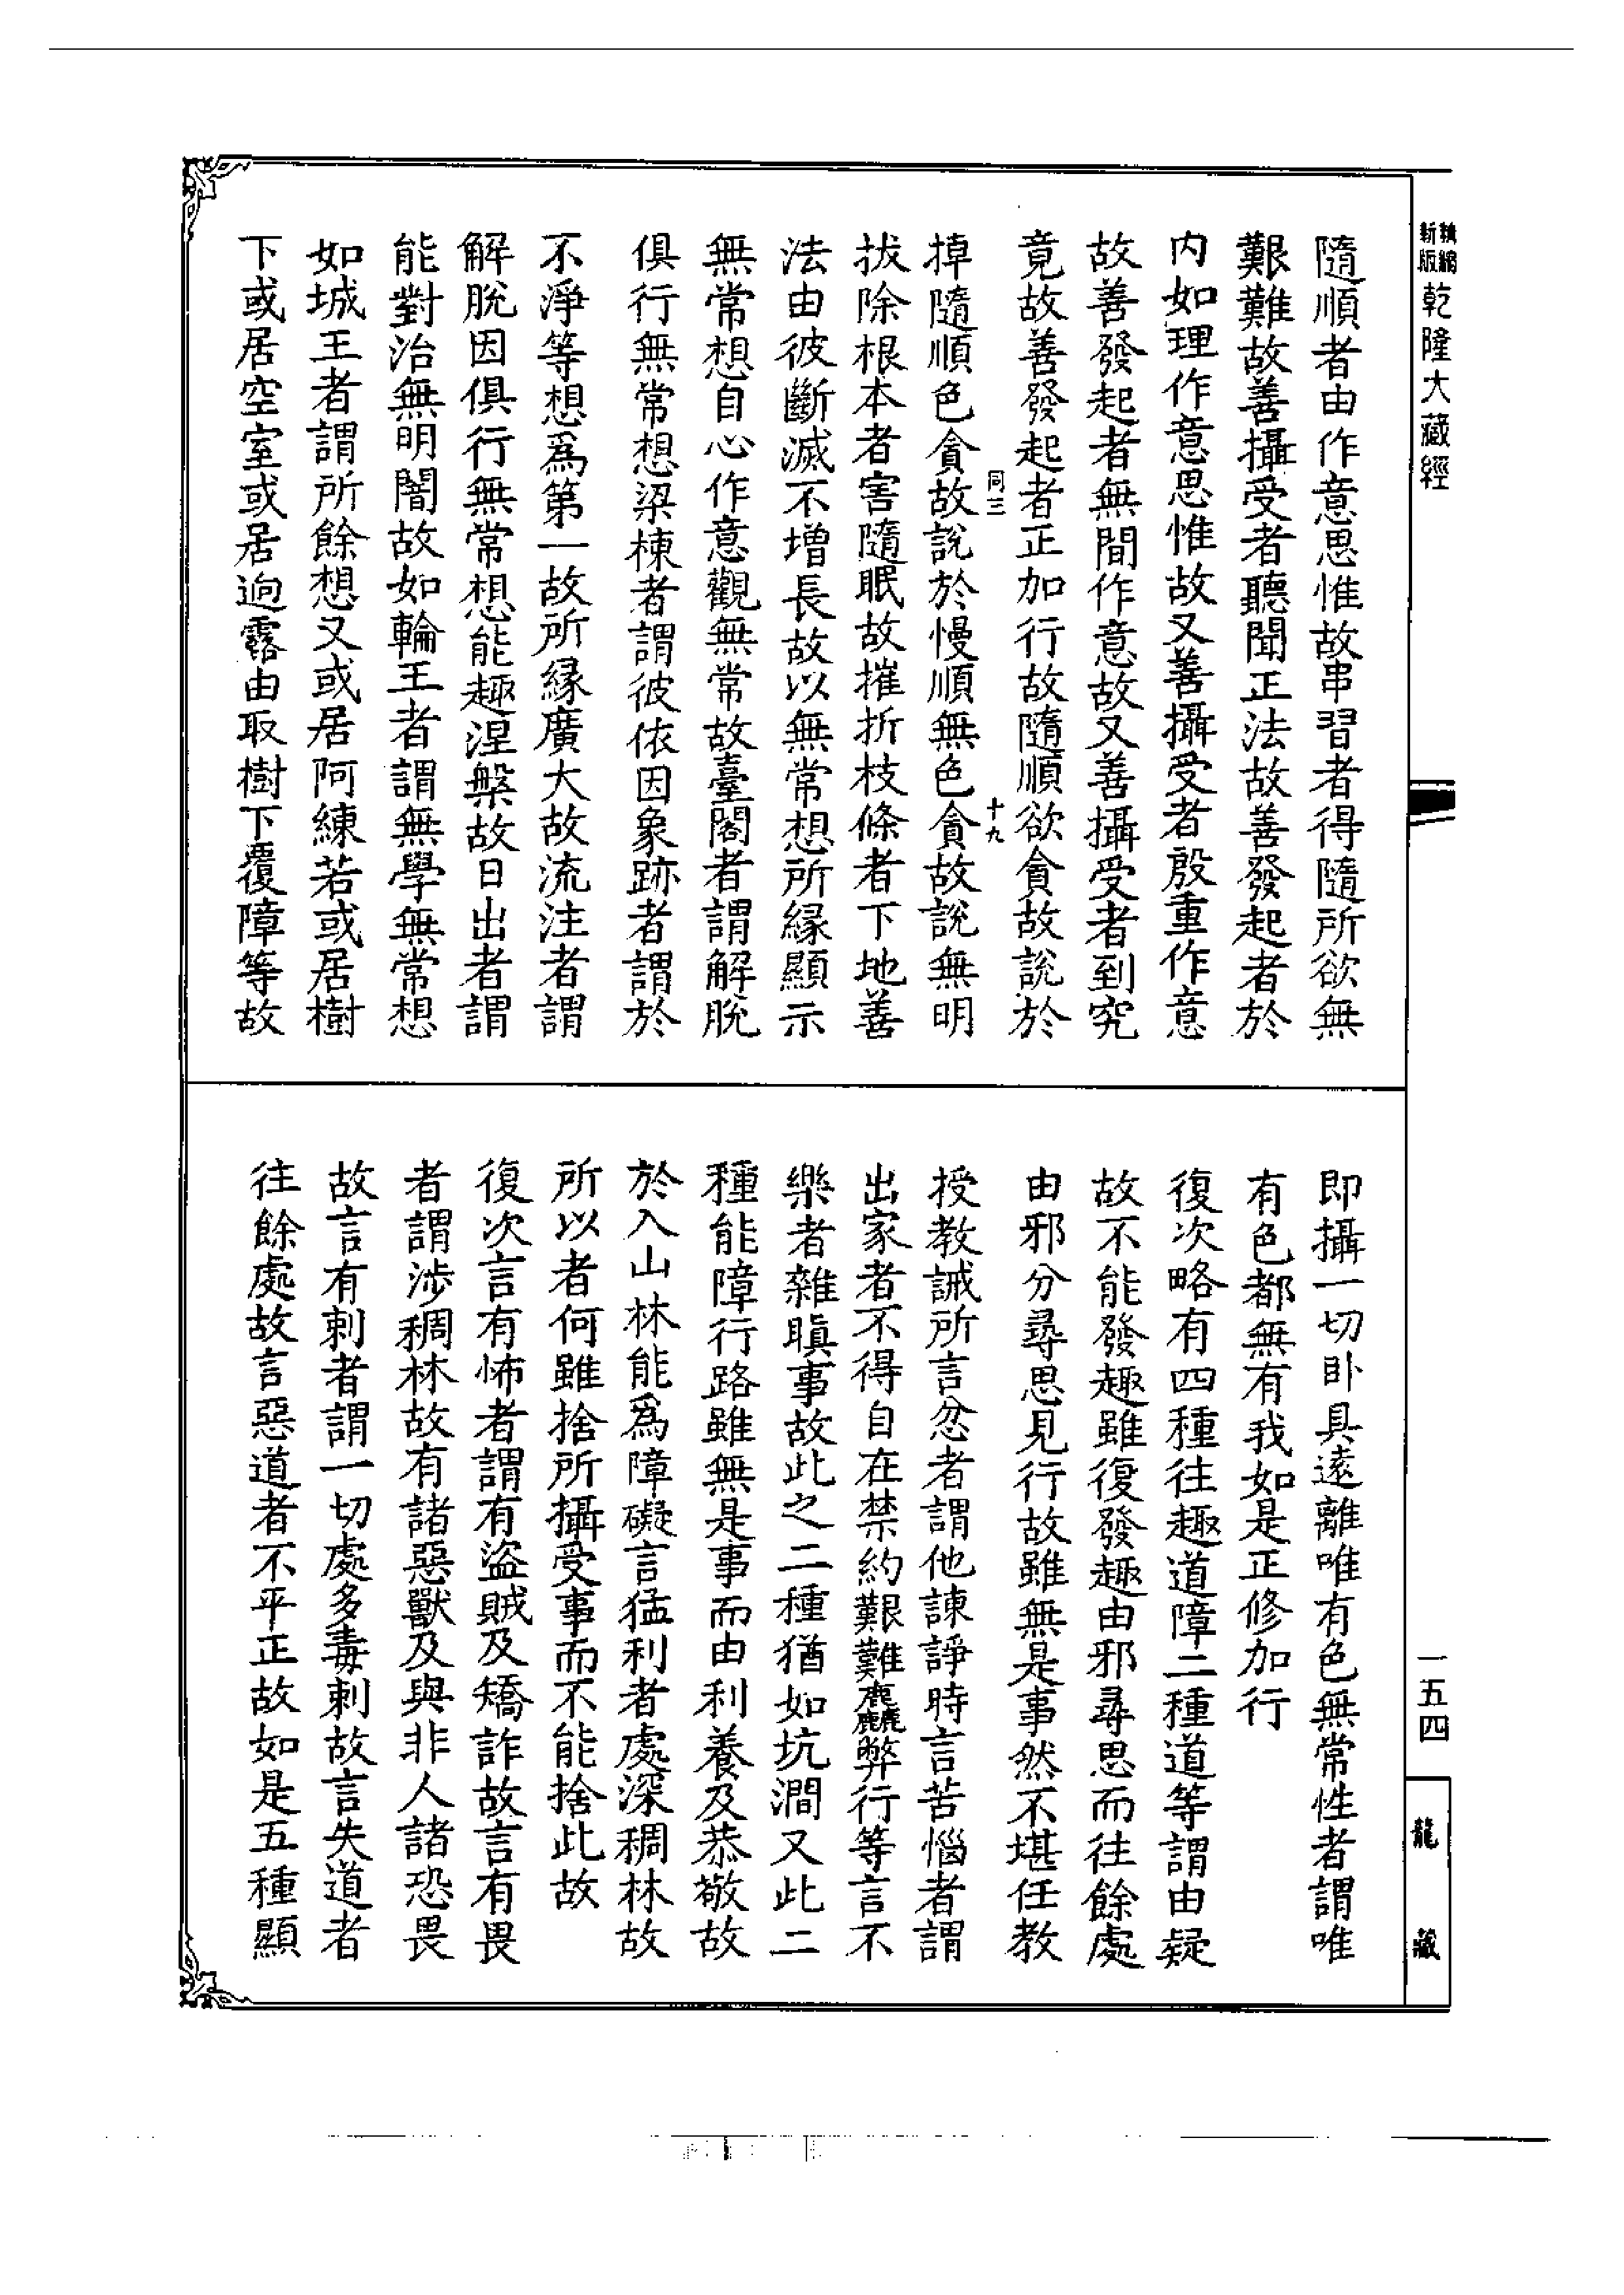 新編
新版
乾隆大藏經
隨順者由作意思惟故串習者得隨所欲無
艱難故善攝受者聽聞正法故善發起者於
內如理作意思惟故又善攝受者殷重作意
故善發起者無間作意故又善攝受者到究
竟故善發起者正加行故隨順欲貪故說於
同三
十九
掉隨順色貪故說於慢順無色貪故說無明
拔除根本者害隨眠故摧折枝條者下地善
法由彼斷滅不增長故以無常想所緣顯示
無常想自心作意觀無常故臺閣者謂解脫
俱行無常想梁棟者謂彼依因象跡者謂於
不淨等想為第一故所緣廣大故流注者謂
解脫因俱行無常想能趣涅槃故日出者謂
能對治無明闇故如輪王者謂無學無常想
如城王者謂所餘想又或居阿練若或居樹
下或居空室或居逈露由取樹下覆障等故
即攝一切臥具遠離唯有色無常性者謂唯
有色都無有我如是正修加行
復次略有四種往趣道障二種道等謂由疑
故不能發趣雖復發趣由邪尋思而往餘處
由邪分尋思見行故雖無是事然不堪任教
授教誡所言忿者謂他諫諍時言苦惱者謂
出家者不得自在禁約艱難麤弊行等言不
樂者雜瞋事故此之二種猶如坑澗又此二
種能障行路雖無是事而由利養及恭敬故
於入山林能為障礙言猛利者處深稠林故
所以者何雖捨所攝受事而不能捨此故
復次言有怖者謂有盜賊及矯詐故言有畏
者謂涉稠林故有諸惡獸及與非人諸恐畏
故言有刺者謂一切處多毒刺故言失道者
往餘處故言惡道者不平正故如是五種顯
一五四
龍藏